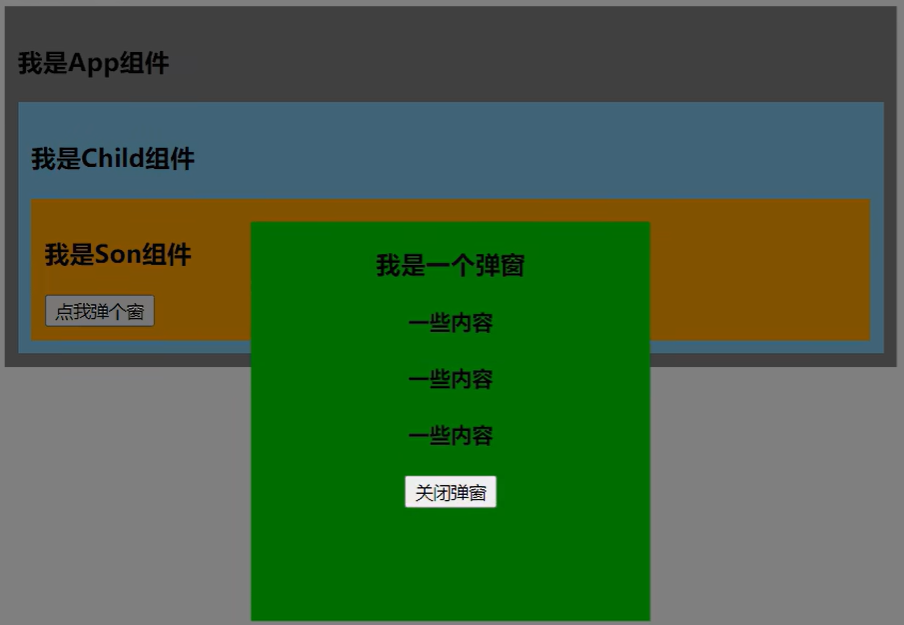 我是App组件
我是Child组件
我是Son组件
点我弹个窗
我是一个弹窗
一些内容
一些内容
一些内容
关闭弹窗